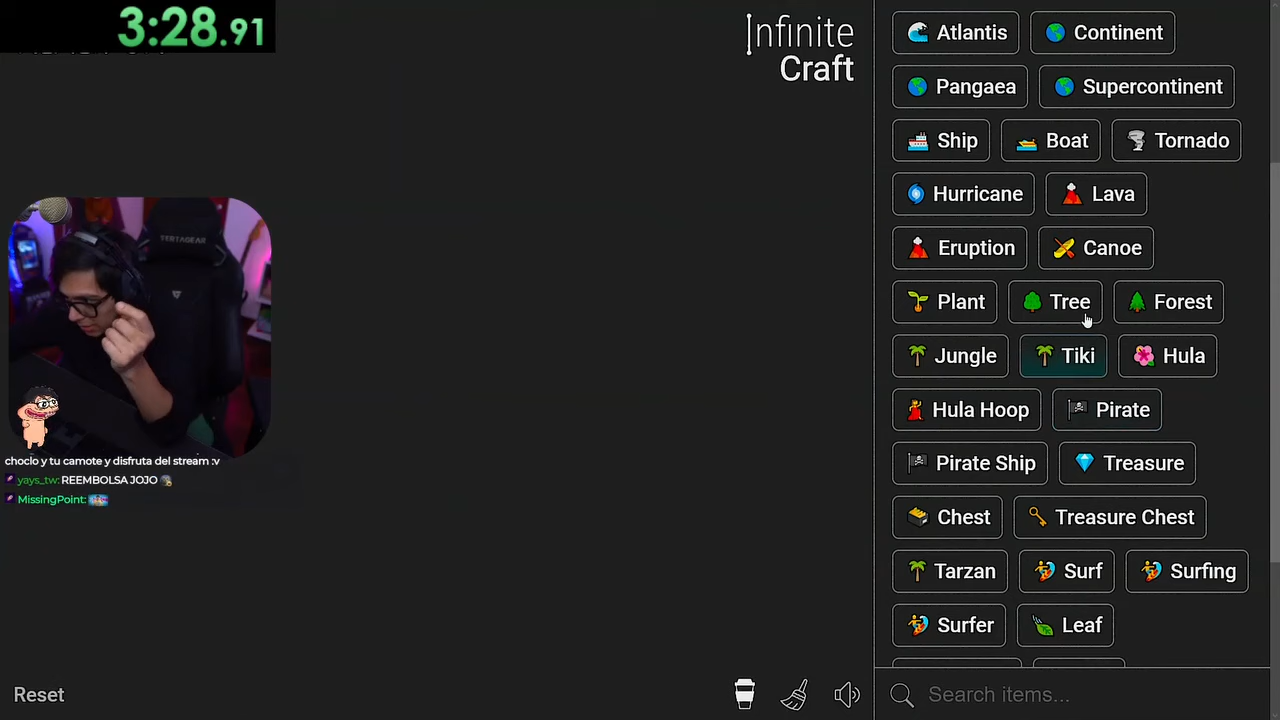 3:28.91
Infinite
Craft
Atlantis
Continent
Pangaea
Supercontinent
Ship
Boat
Tornado
Hurricane
Lava
Eruption
Canoe
Plant
Tree
Forest
Jungle
Tiki
Hula
Hula Hoop
Pirate
Pirate Ship
Treasure
Chest
Treasure Chest
Tarzan
Surf
Surfing
Surfer
Leaf
TERTAGEAR
choclo y tu camote y disfruta del stream :v
yays_tw: REEMBOLSA JOJO
MissingPoint:
Reset
Search items...